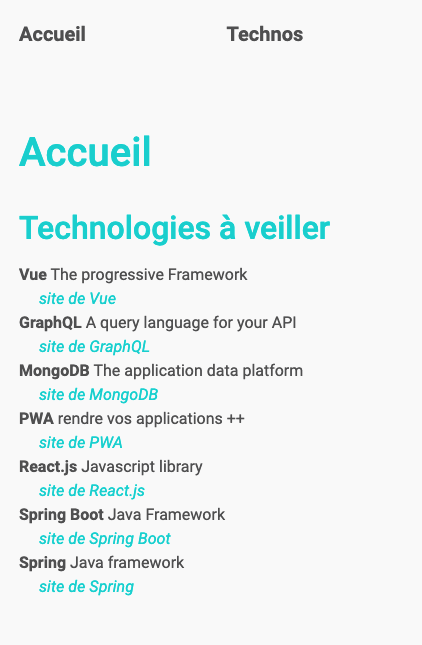 Accueil Technos
Accueil
Technologies à veiller
Vue The progressive Framework
site de Vue
GraphQL A query language for your API
site de GraphQL
MongoDB The application data platform
site de MongoDB
PWA rendre vos applications ++
site de PWA
React.js Javascript library
site de React.js
Spring Boot Java Framework
site de Spring Boot
Spring Java framework
site de Spring